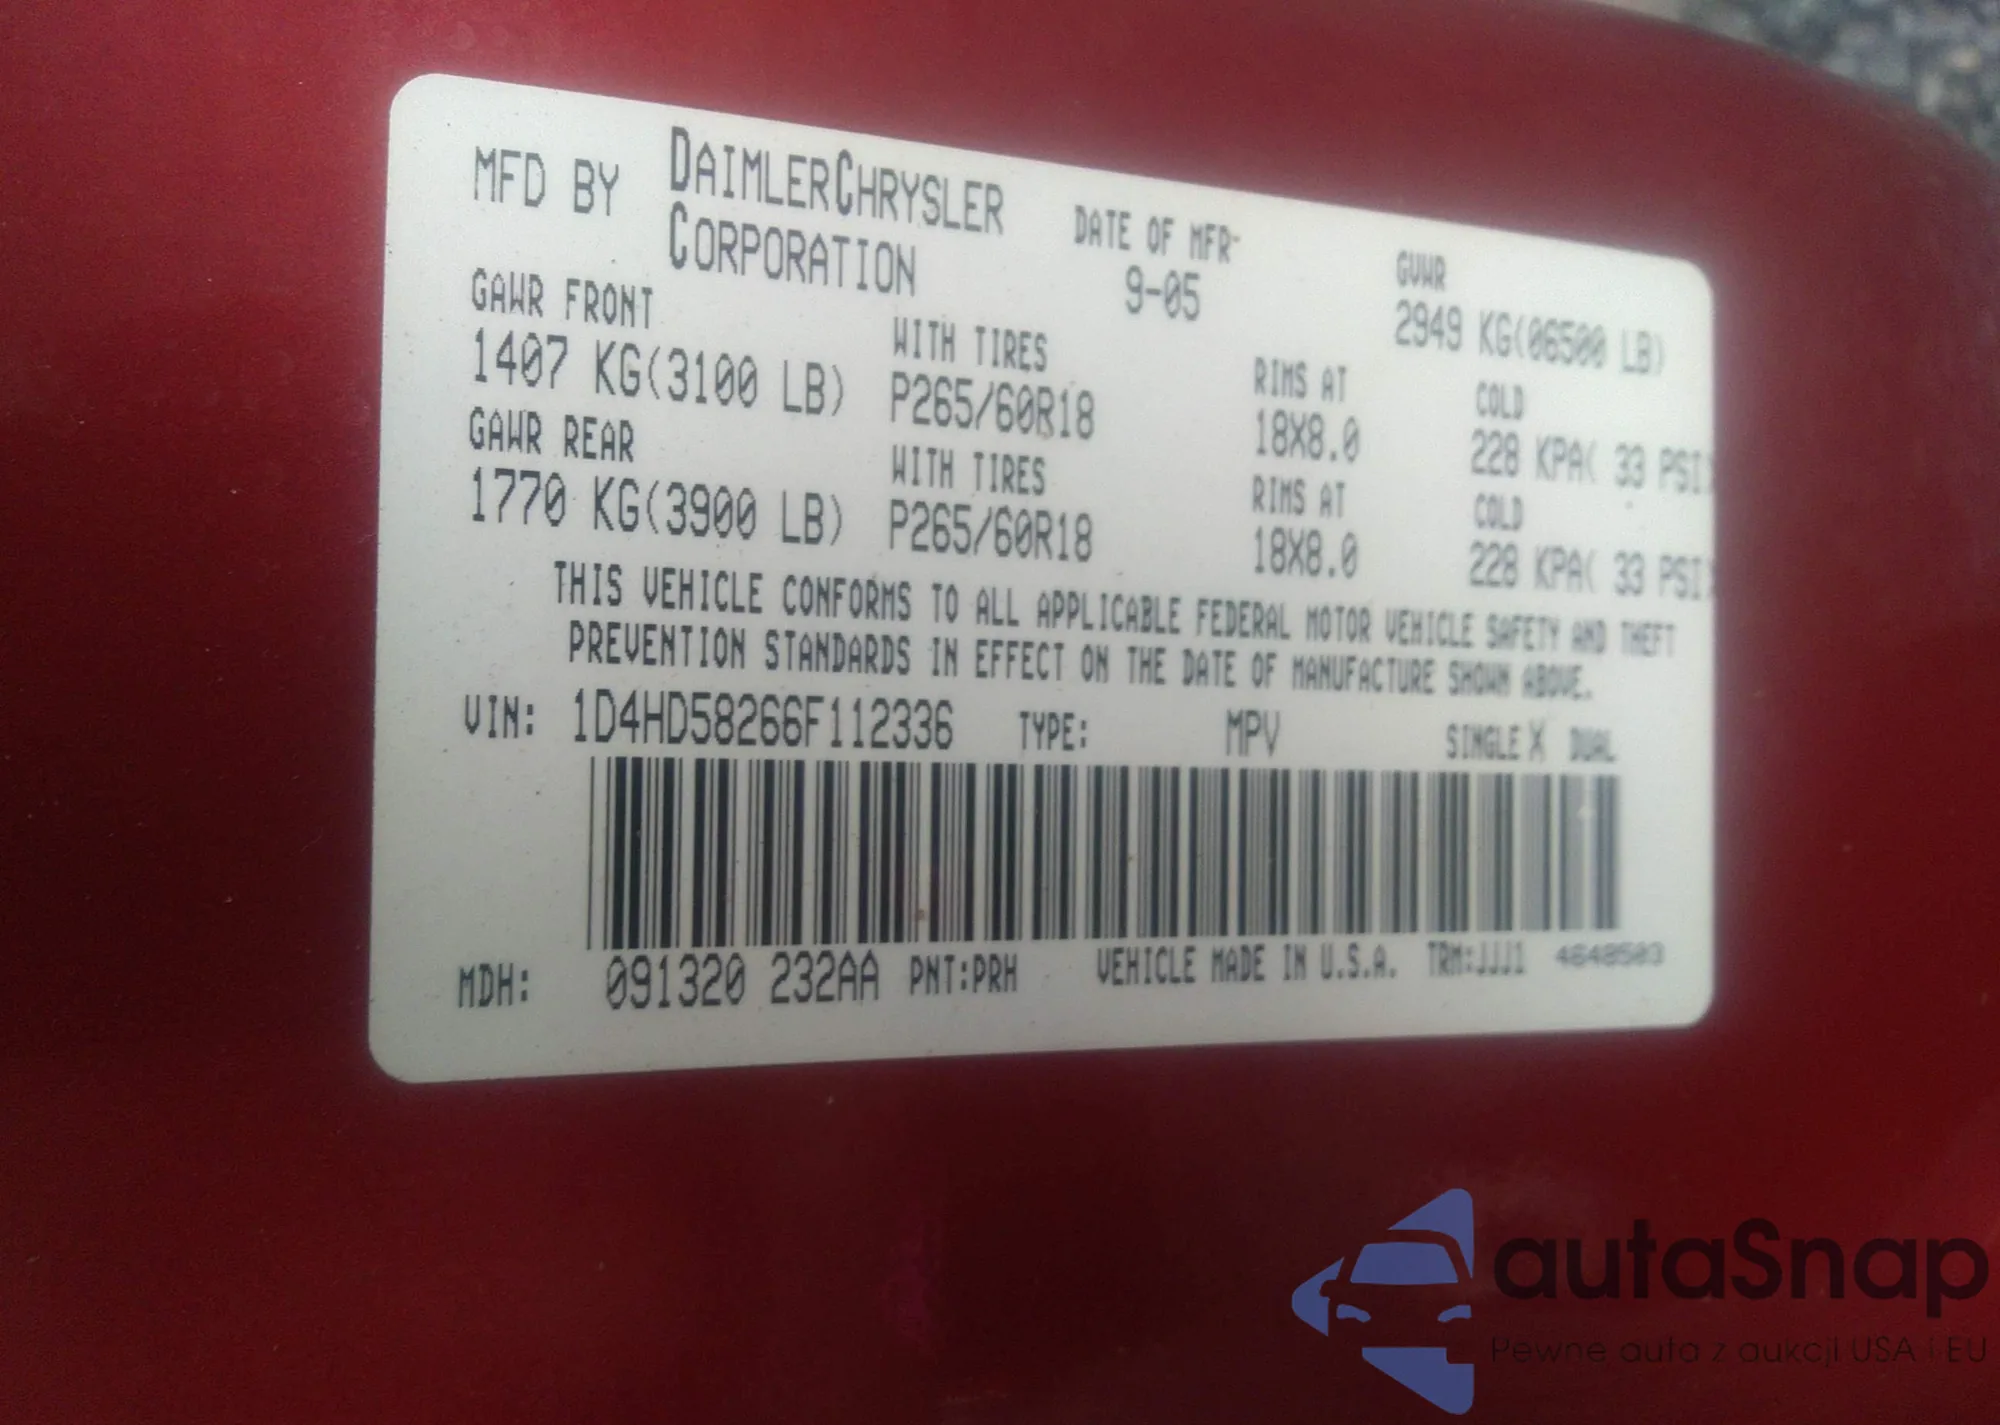 MFD BY DAIMLERCHRYSLER CORPORATION
DATE OF MFR-
9-05
GVWR
2949 KG(06500 LB)
GAWR FRONT
1407 KG(3100 LB)
WITH TIRES
P265/60R18
RIMS AT
18X8.0
COLD
228 KPA( 33 PSI)
GAWR REAR
1770 KG(3900 LB)
WITH TIRES
P265/60R18
RIMS AT
18X8.0
COLD
228 KPA( 33 PSI)
THIS VEHICLE CONFORMS TO ALL APPLICABLE FEDERAL MOTOR VEHICLE SAFETY AND THEFT
PREVENTION STANDARDS IN EFFECT ON THE DATE OF MANUFACTURE SHOWN ABOVE.
VIN: 1D4HD58266F112336 TYPE: MPV SINGLE X DUAL
MDH: 091320 232AA PNT:PRH VEHICLE MADE IN U.S.A. TRM:JJJ1 4648503
autaSnap
Pewne auta z aukcji USA i EU